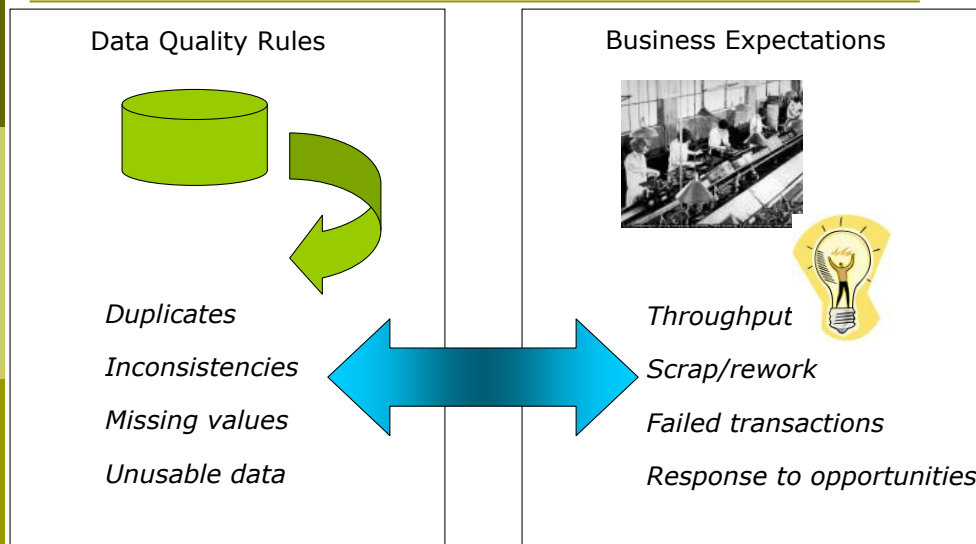 Data Quality Rules
Duplicates
Inconsistencies
Missing values
Unusable data
Business Expectations
Throughput
Scrap/rework
Failed transactions
Response to opportunities